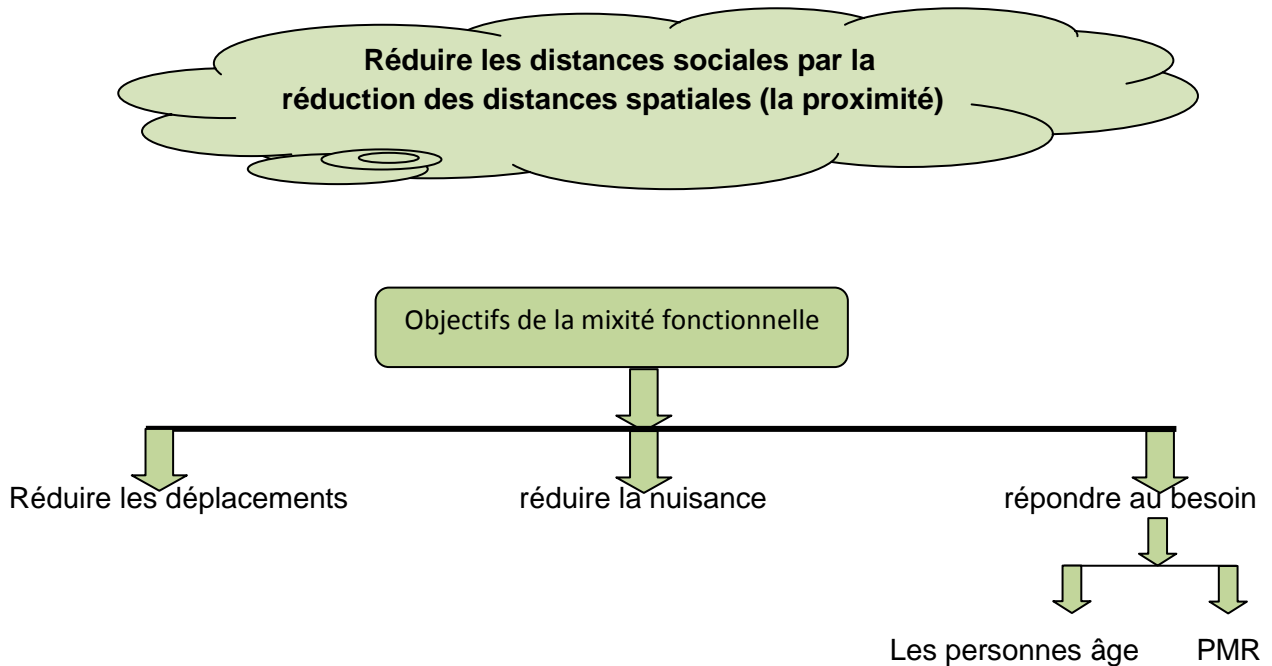 Réduire les distances sociales par la
réduction des distances spatiales (la proximité)
Objectifs de la mixité fonctionnelle
Réduire les déplacements
réduire la nuisance
répondre au besoin
Les personnes âge
PMR